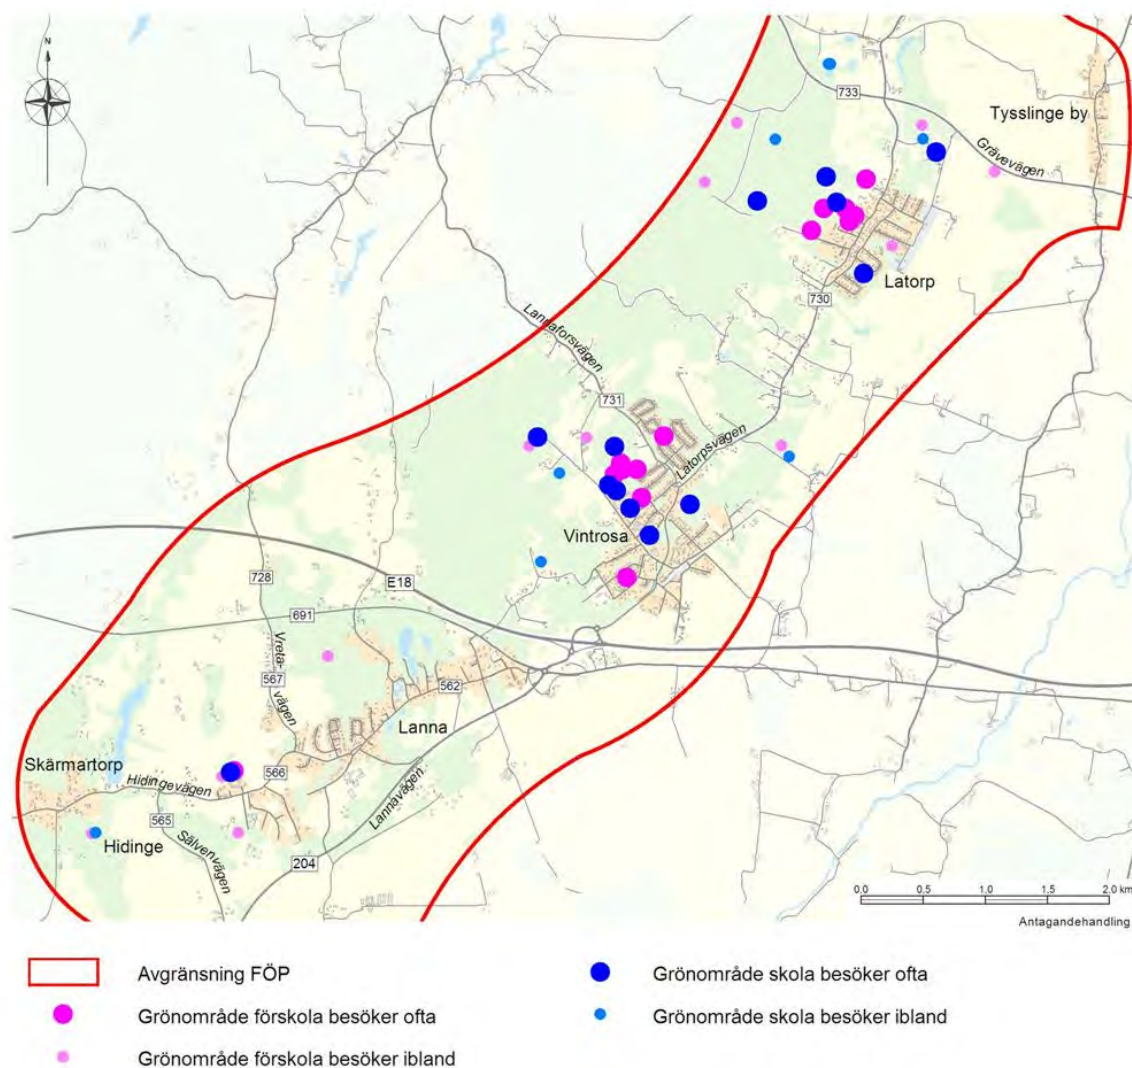 N
733
Tysslinge by
Grävevägen
Latorp
730
Lannaforsvägen
731
Latorpsvägen
Vintrosa
E18
728
691
Vreta-
vägen
567
562
Lanna
Skärmartorp
566
Hidingevägen
Lannavägen
565
Hidinge
Sälvenvägen
204
0,0 0,5 1,0 1,5 2,0 km
Antagandehandling
Avgränsning FÖP
Grönområde skola besöker ofta
Grönområde förskola besöker ofta
Grönområde skola besöker ibland
Grönområde förskola besöker ibland